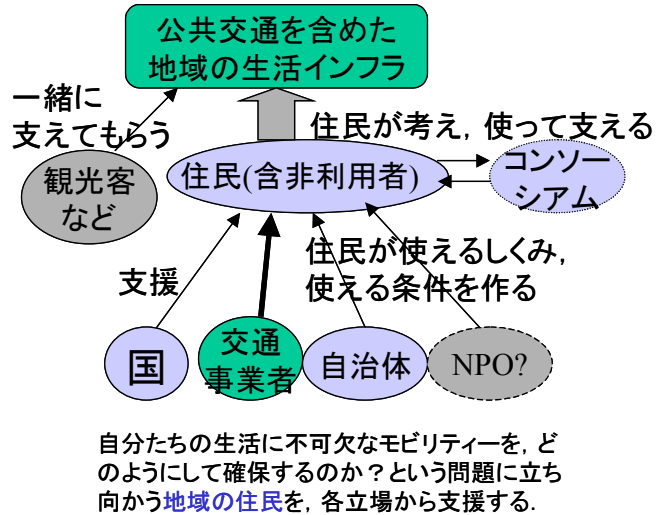 公共交通を含めた
地域の生活インフラ
一緒に
支えてもらう
住民が考え，使って支える
観光客
など
住民(含非利用者)
コンソー
シアム
支援
住民が使えるしくみ，
使える条件を作る
国
交通
事業者
自治体
NPO?
自分たちの生活に不可欠なモビリティーを，ど
のようにして確保するのか？という問題に立ち
向かう地域の住民を，各立場から支援する．